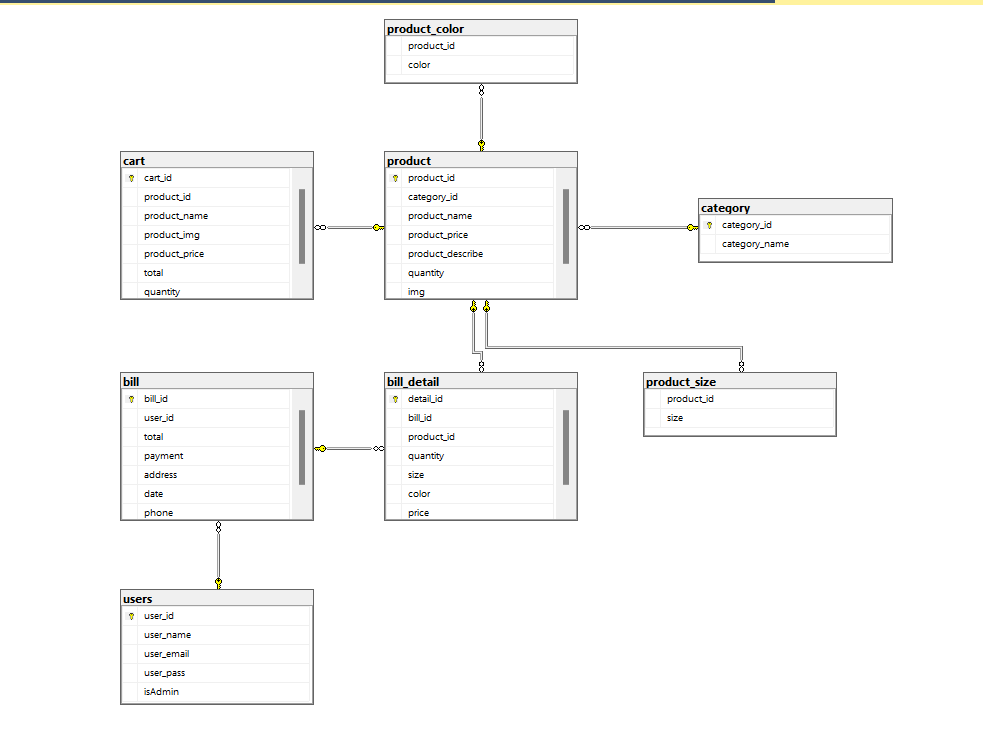 product_color
product_id
color
cart
cart_id
product_id
product_name
product_img
product_price
total
quantity
product
product_id
category_id
product_name
product_price
product_describe
quantity
img
category
category_id
category_name
bill
bill_id
user_id
total
payment
address
date
phone
bill_detail
detail_id
bill_id
product_id
quantity
size
color
price
product_size
product_id
size
users
user_id
user_name
user_email
user_pass
isAdmin